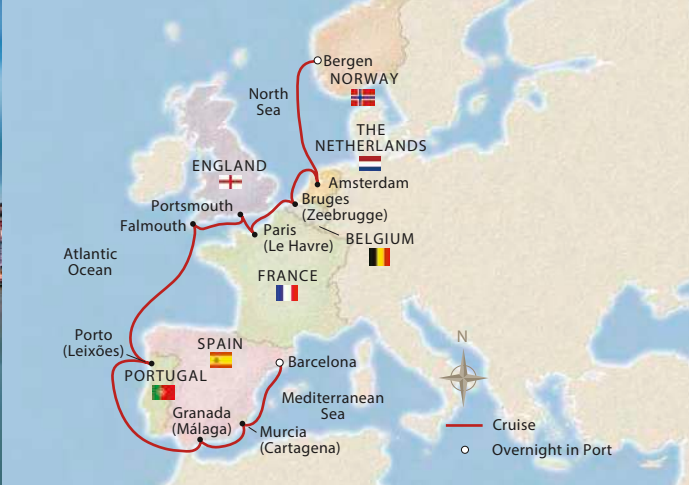 Bergen
NORWAY
North
Sea
THE
NETHERLANDS
ENGLAND
Amsterdam
Portsmouth
Bruges
(Zeebrugge)
Falmouth
Paris
(Le Havre)
BELGIUM
Atlantic
Ocean
FRANCE
Porto
(Leixões)
SPAIN
N
Barcelona
PORTUGAL
Mediterranean
Sea
Granada
(Málaga)
Murcia
(Cartagena)
Cruise
Overnight in Port